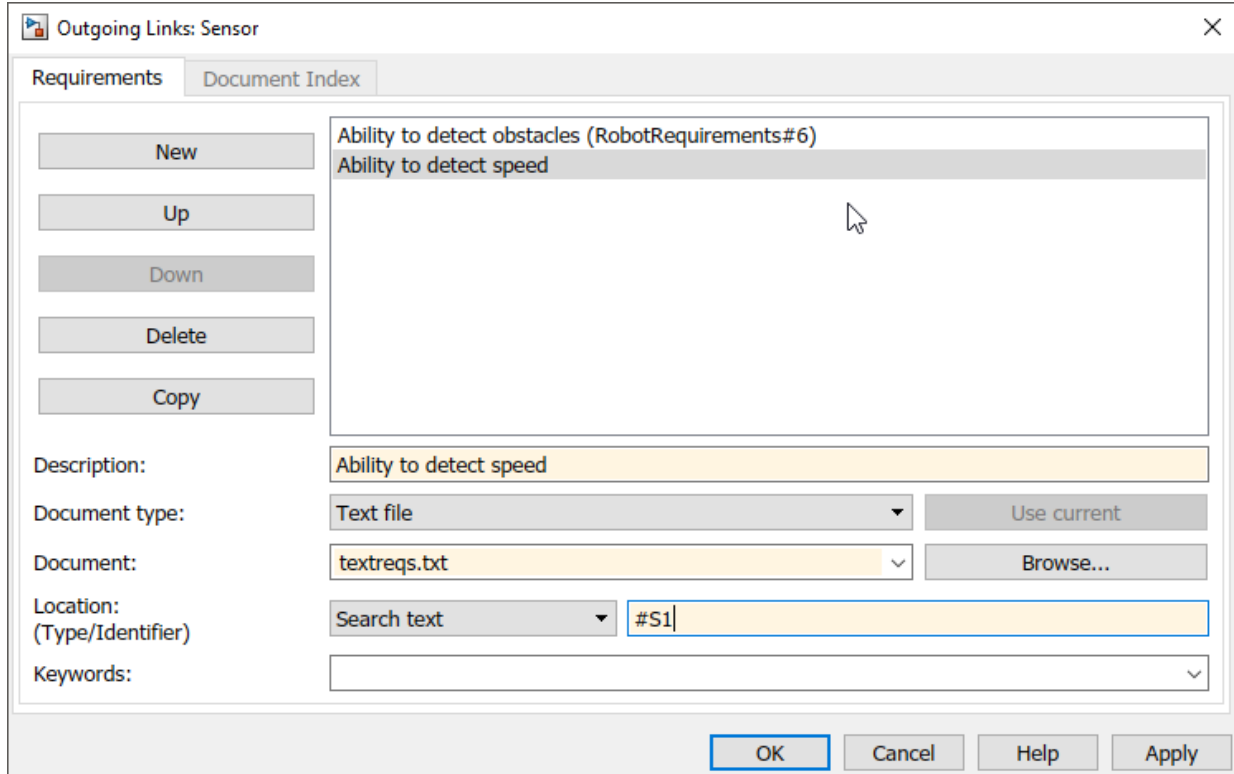 Outgoing Links: Sensor
Requirements Document Index
New
Up
Down
Delete
Copy
Ability to detect obstacles (RobotRequirements#6)
Ability to detect speed
Description: Ability to detect speed
Document type: Text file Use current
Document: textreqs.txt Browse...
Location:
(Type/Identifier) Search text #S1
Keywords:
OK Cancel Help Apply